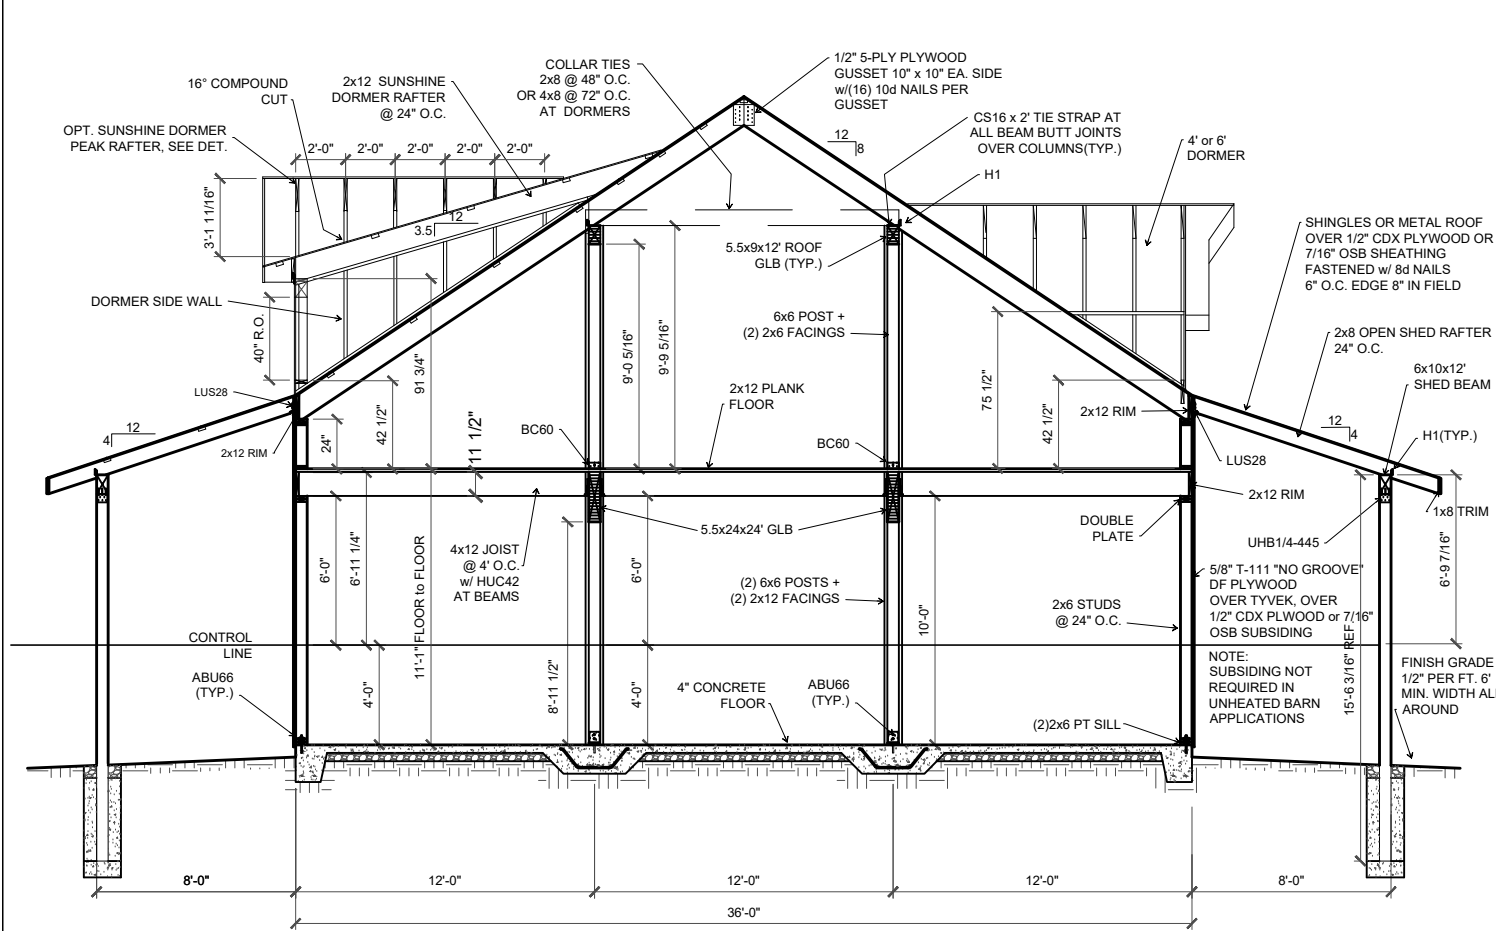 COLLAR TIES
2x8 @ 48" O.C.
OR 4x8 @ 72" O.C.
AT DORMERS
1/2" 5-PLY PLYWOOD
GUSSET 10" x 10" EA. SIDE
w/(16) 10d NAILS PER
GUSSET
16° COMPOUND
CUT
2x12 SUNSHINE
DORMER RAFTER
@ 24" O.C.
CS16 x 2' TIE STRAP AT
ALL BEAM BUTT JOINTS
OVER COLUMNS(TYP.)
OPT. SUNSHINE DORMER
PEAK RAFTER, SEE DET.
12
8
4' or 6'
DORMER
2'-0"
2'-0"
2'-0"
2'-0"
2'-0"
H1
3'-1 11/16"
12
3.5
SHINGLES OR METAL ROOF
OVER 1/2" CDX PLYWOOD OR
7/16" OSB SHEATHING
FASTENED w/ 8d NAILS
6" O.C. EDGE 8" IN FIELD
5.5x9x12' ROOF
GLB (TYP.)
DORMER SIDE WALL
40" R.O.
91 3/4"
9'-0 5/16"
9'-9 5/16"
6x6 POST +
(2) 2x6 FACINGS
75 1/2"
2x8 OPEN SHED RAFTER
24" O.C.
6x10x12'
SHED BEAM
LUS28
2x12 PLANK
FLOOR
42 1/2"
2x12 RIM
12
4
24"
42 1/2"
11 1/2"
BC60
BC60
12
4
H1(TYP.)
2x12 RIM
LUS28
2x12 RIM
1x8 TRIM
5.5x24x24' GLB
DOUBLE
PLATE
UHB1/4-445
6'-0"
6'-11 1/4"
11'-1" FLOOR to FLOOR
4x12 JOIST
@ 4' O.C.
w/ HUC42
AT BEAMS
6'-0"
(2) 6x6 POSTS +
(2) 2x12 FACINGS
10'-0"
2x6 STUDS
@ 24" O.C.
5/8" T-111 "NO GROOVE"
DF PLYWOOD
OVER TYVEK, OVER
1/2" CDX PLWOOD or 7/16"
OSB SUBSIDING
6'-9 7/16"
15'-6 3/16" REF.
CONTROL
LINE
NOTE:
SUBSIDING NOT
REQUIRED IN
UNHEATED BARN
APPLICATIONS
FINISH GRADE
1/2" PER FT. 6'
MIN. WIDTH AL
AROUND
ABU66
(TYP.)
4'-0"
8'-11 1/2"
4'-0"
4" CONCRETE
FLOOR
ABU66
(TYP.)
(2)2x6 PT SILL
8'-0"
12'-0"
12'-0"
12'-0"
8'-0"
36'-0"